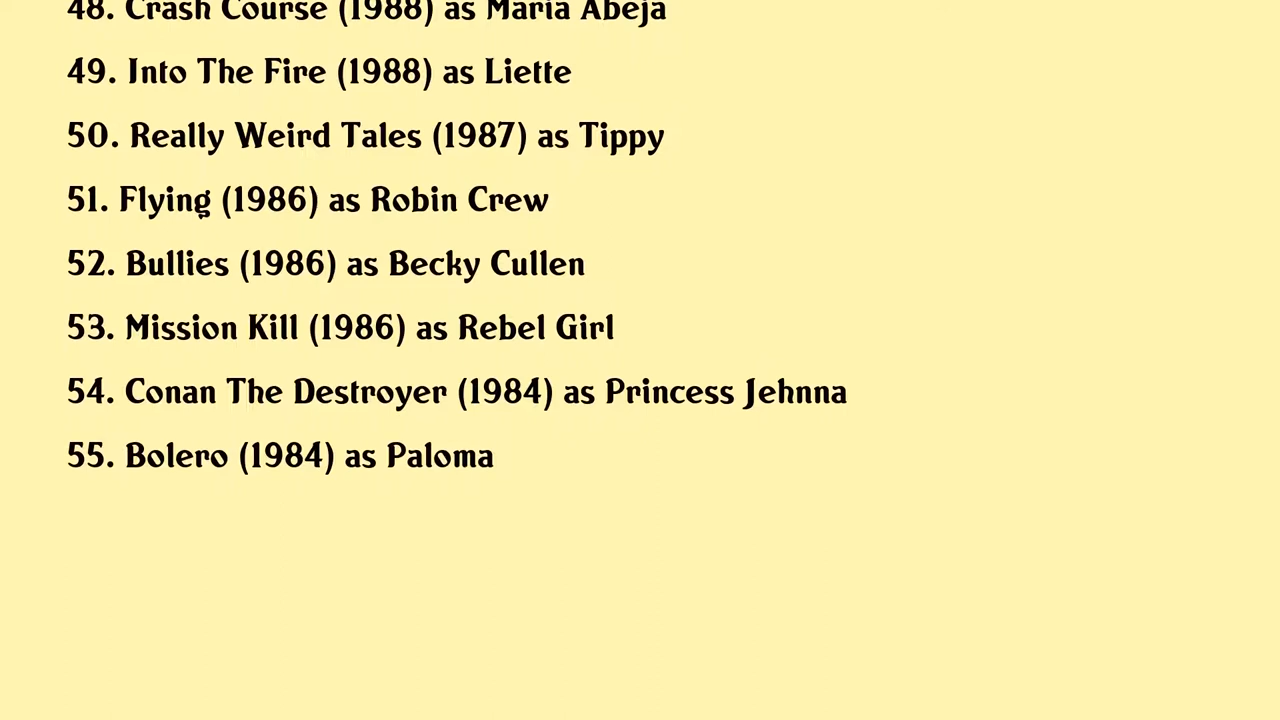 48. Crash Course (1988) as Maria Abeja
49. Into The Fire (1988) as Liette
50. Really Weird Tales (1987) as Tippy
51. Flying (1986) as Robin Crew
52. Bullies (1986) as Becky Cullen
53. Mission Kill (1986) as Rebel Girl
54. Conan The Destroyer (1984) as Princess Jehnna
55. Bolero (1984) as Paloma